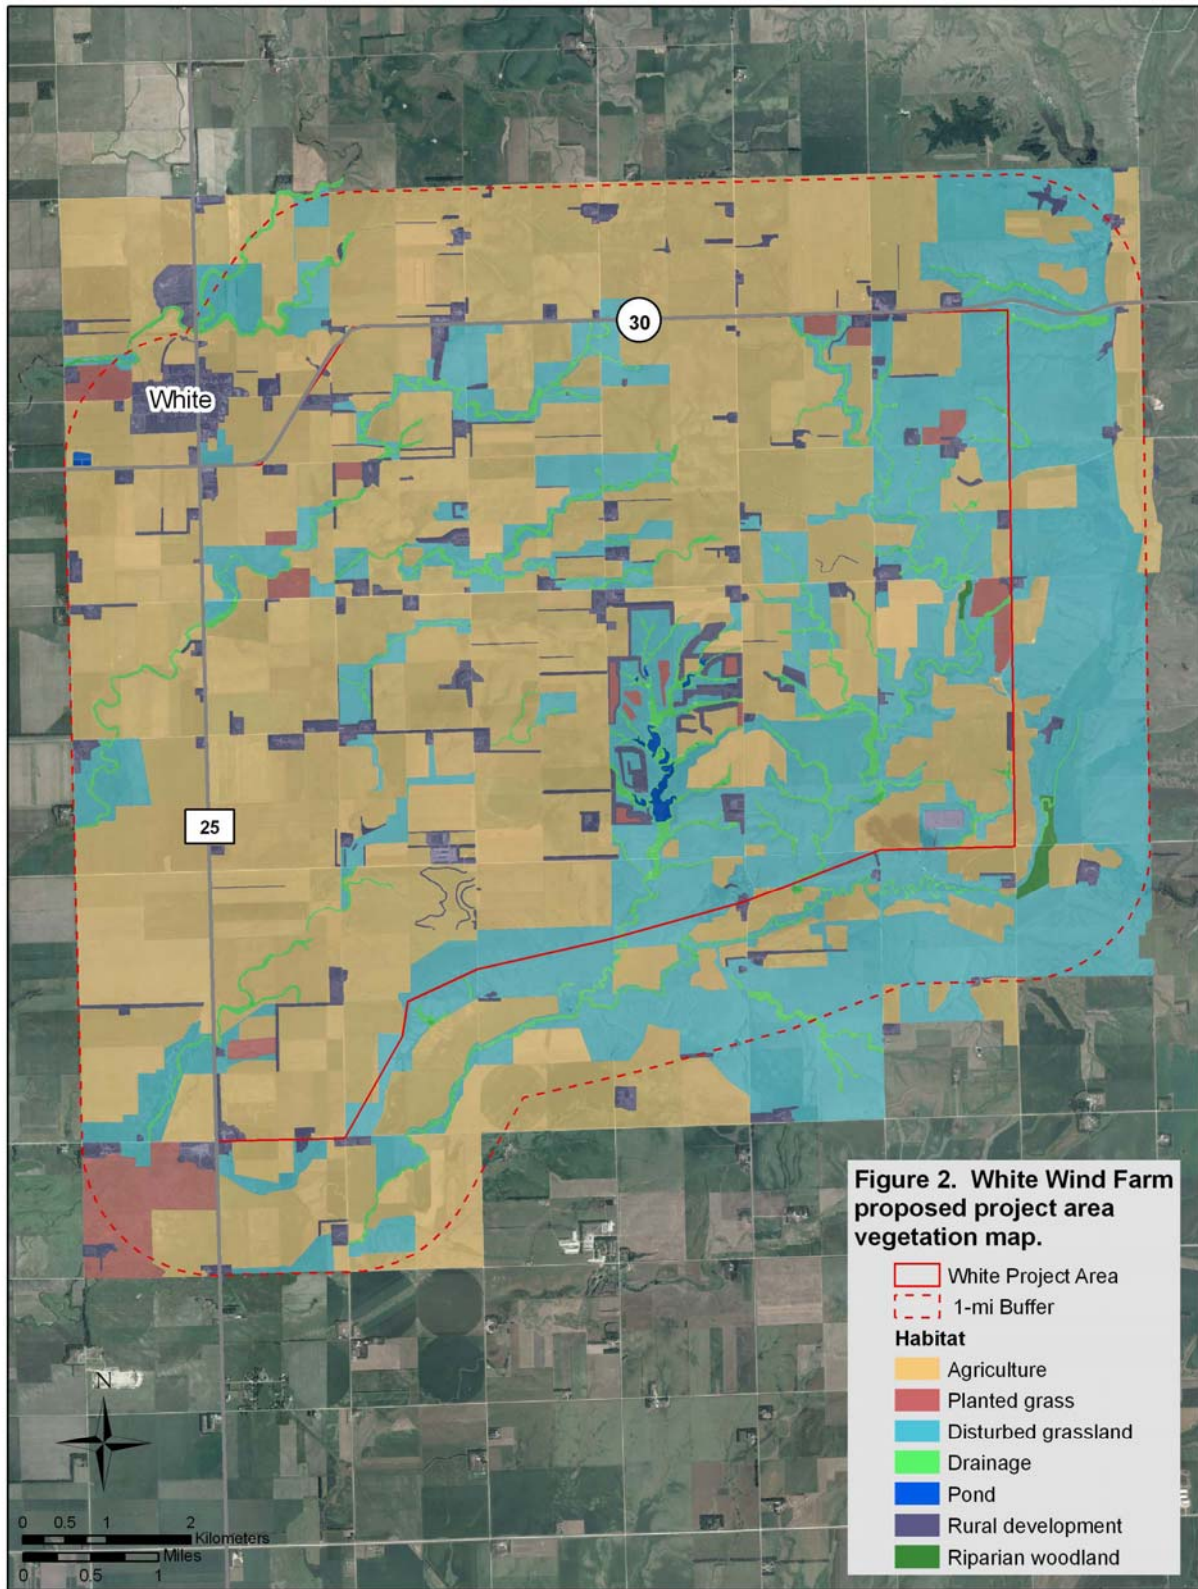 30
White
25
Figure 2. White Wind Farm
proposed project area
vegetation map.
White Project Area
1-mi Buffer
Habitat
Agriculture
Planted grass
Disturbed grassland
Drainage
Pond
Rural development
Riparian woodland
N
0 0.5 1 2
Kilometers
Miles
0 0.5 1